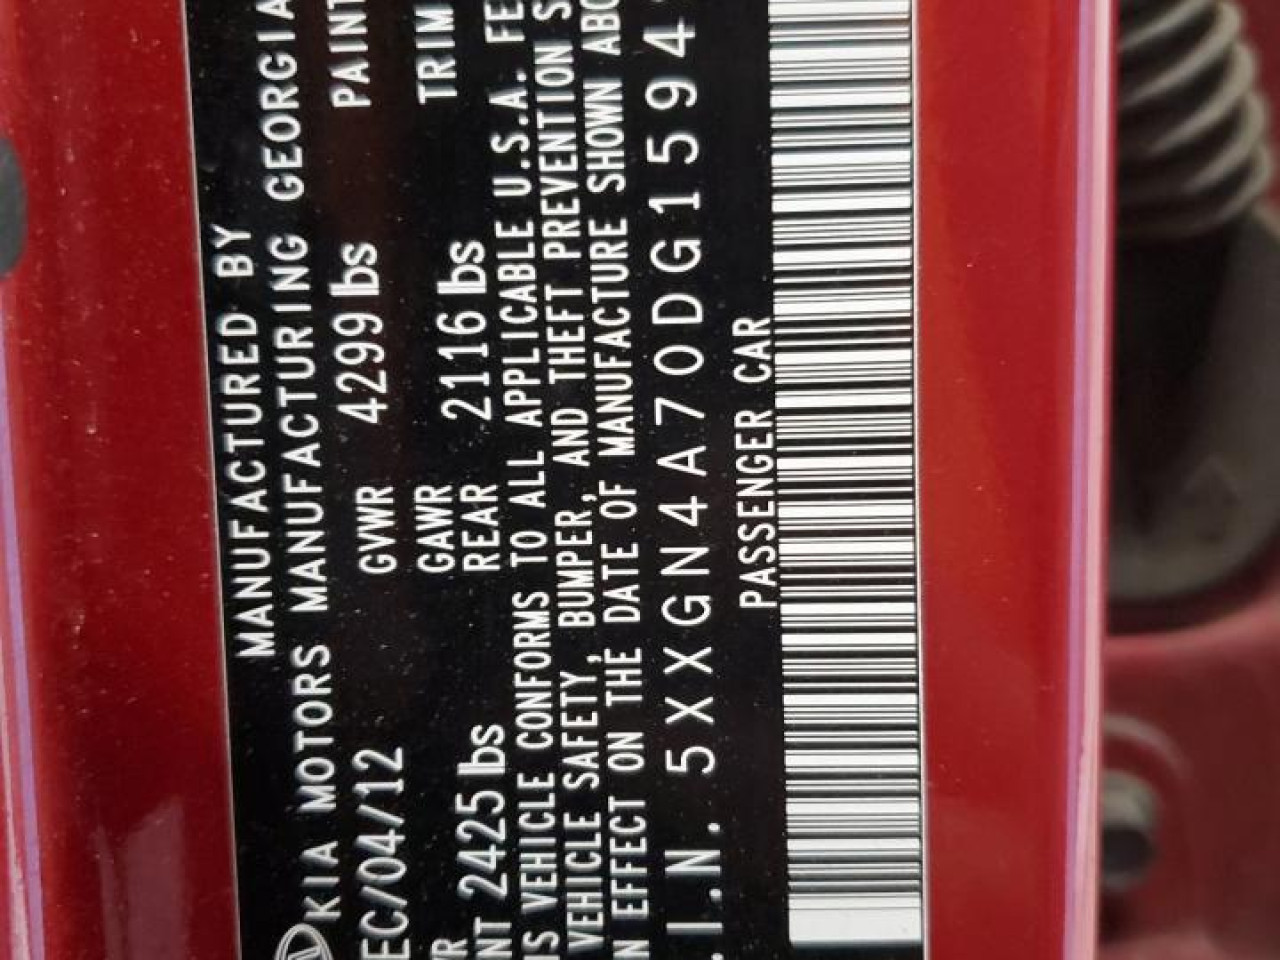 MANUFACTURED BY
KIA MOTORS MANUFACTURING GEORGIA
EC/04/12 GVWR 4299 lbs PAINT
GAWR TRIM
NT 2425 lbs REAR 2116 lbs
IS VEHICLE CONFORMS TO ALL APPLICABLE U.S.A. FE
VEHICLE SAFETY, BUMPER, AND THEFT PREVENTION S
N EFFECT ON THE DATE OF MANUFACTURE SHOWN ABO
.I.N. 5XXGN4A70DG1594
PASSENGER CAR